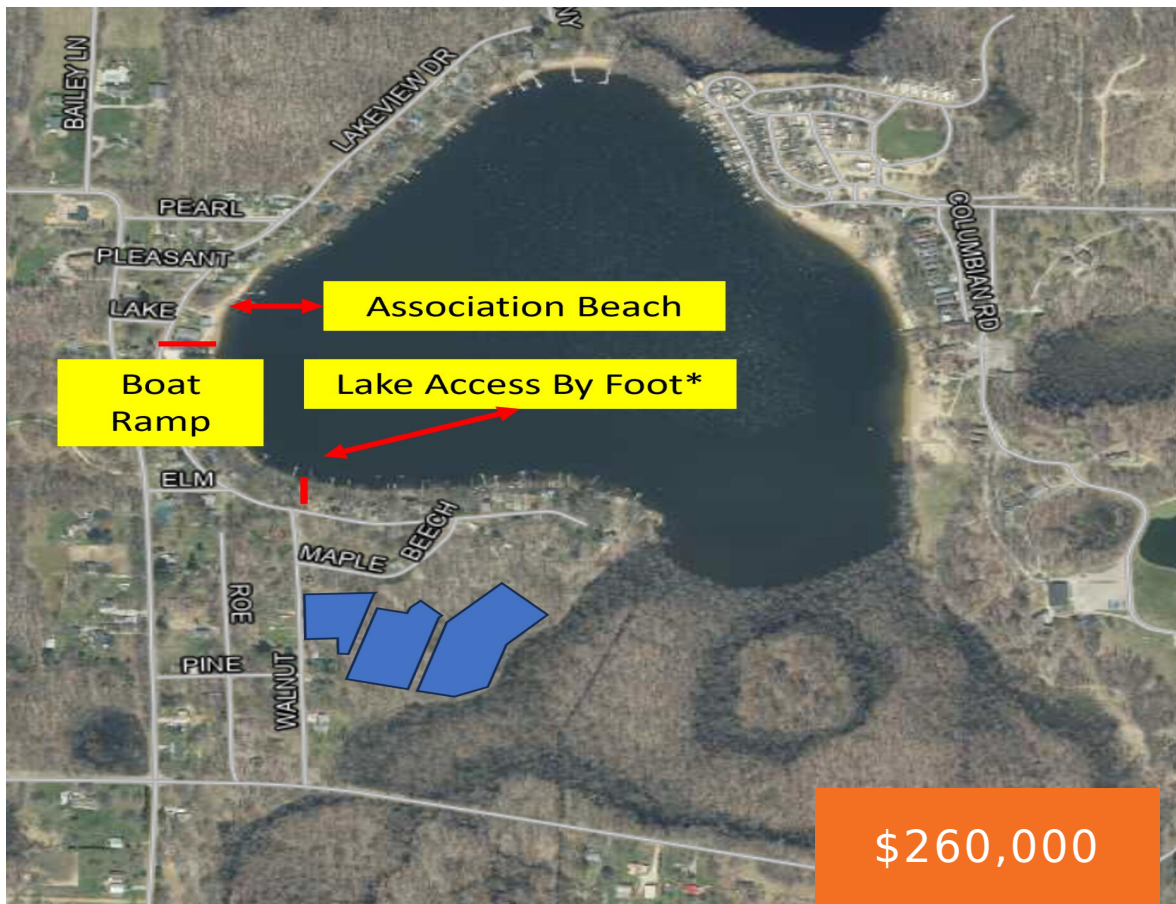 NY
BAILEY LN
LAKEVIEW DR
PEARL
PLEASANT
COLUMBIAN RD
LAKE
Association Beach
Boat
Ramp
Lake Access By Foot*
ELM
BEECH
MAPLE
ROE
PINE
WALNUT
$260,000